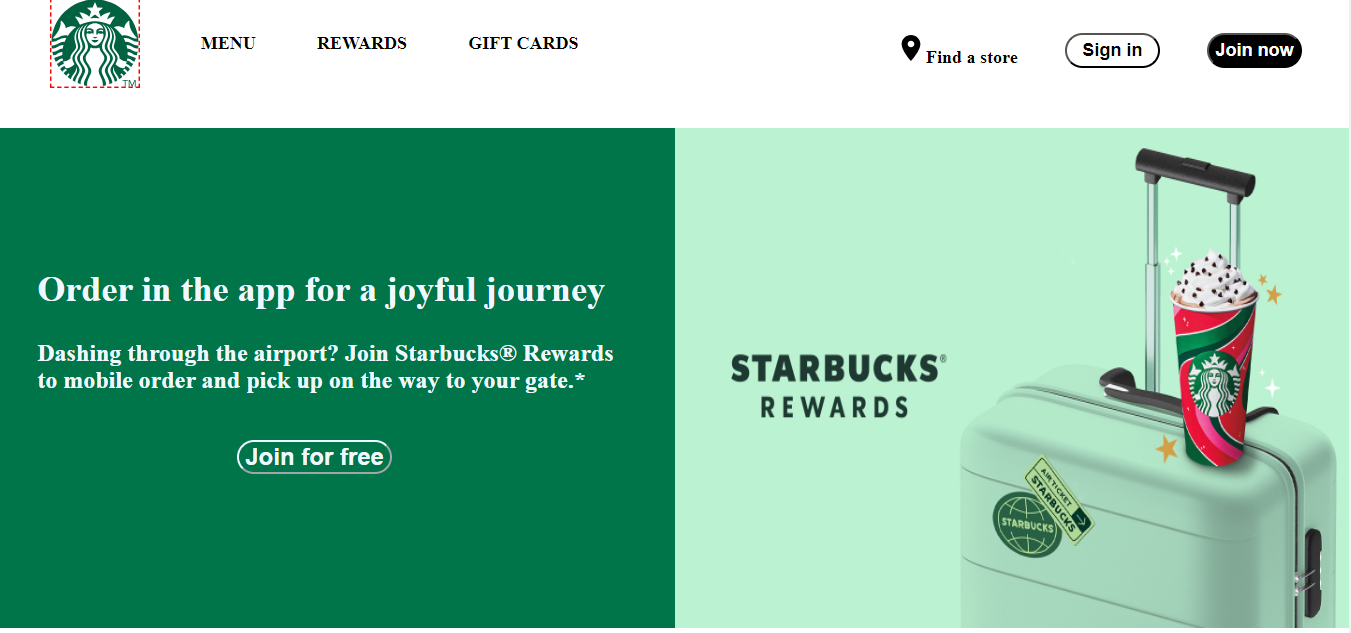 TM
MENU
REWARDS
GIFT CARDS
Find a store
Sign in
Join now
Order in the app for a joyful journey
Dashing through the airport? Join Starbucks® Rewards
to mobile order and pick up on the way to your gate.*
Join for free
STARBUCKS®
REWARDS
AIR TICKET
STARBUCKS
STARBUCKS